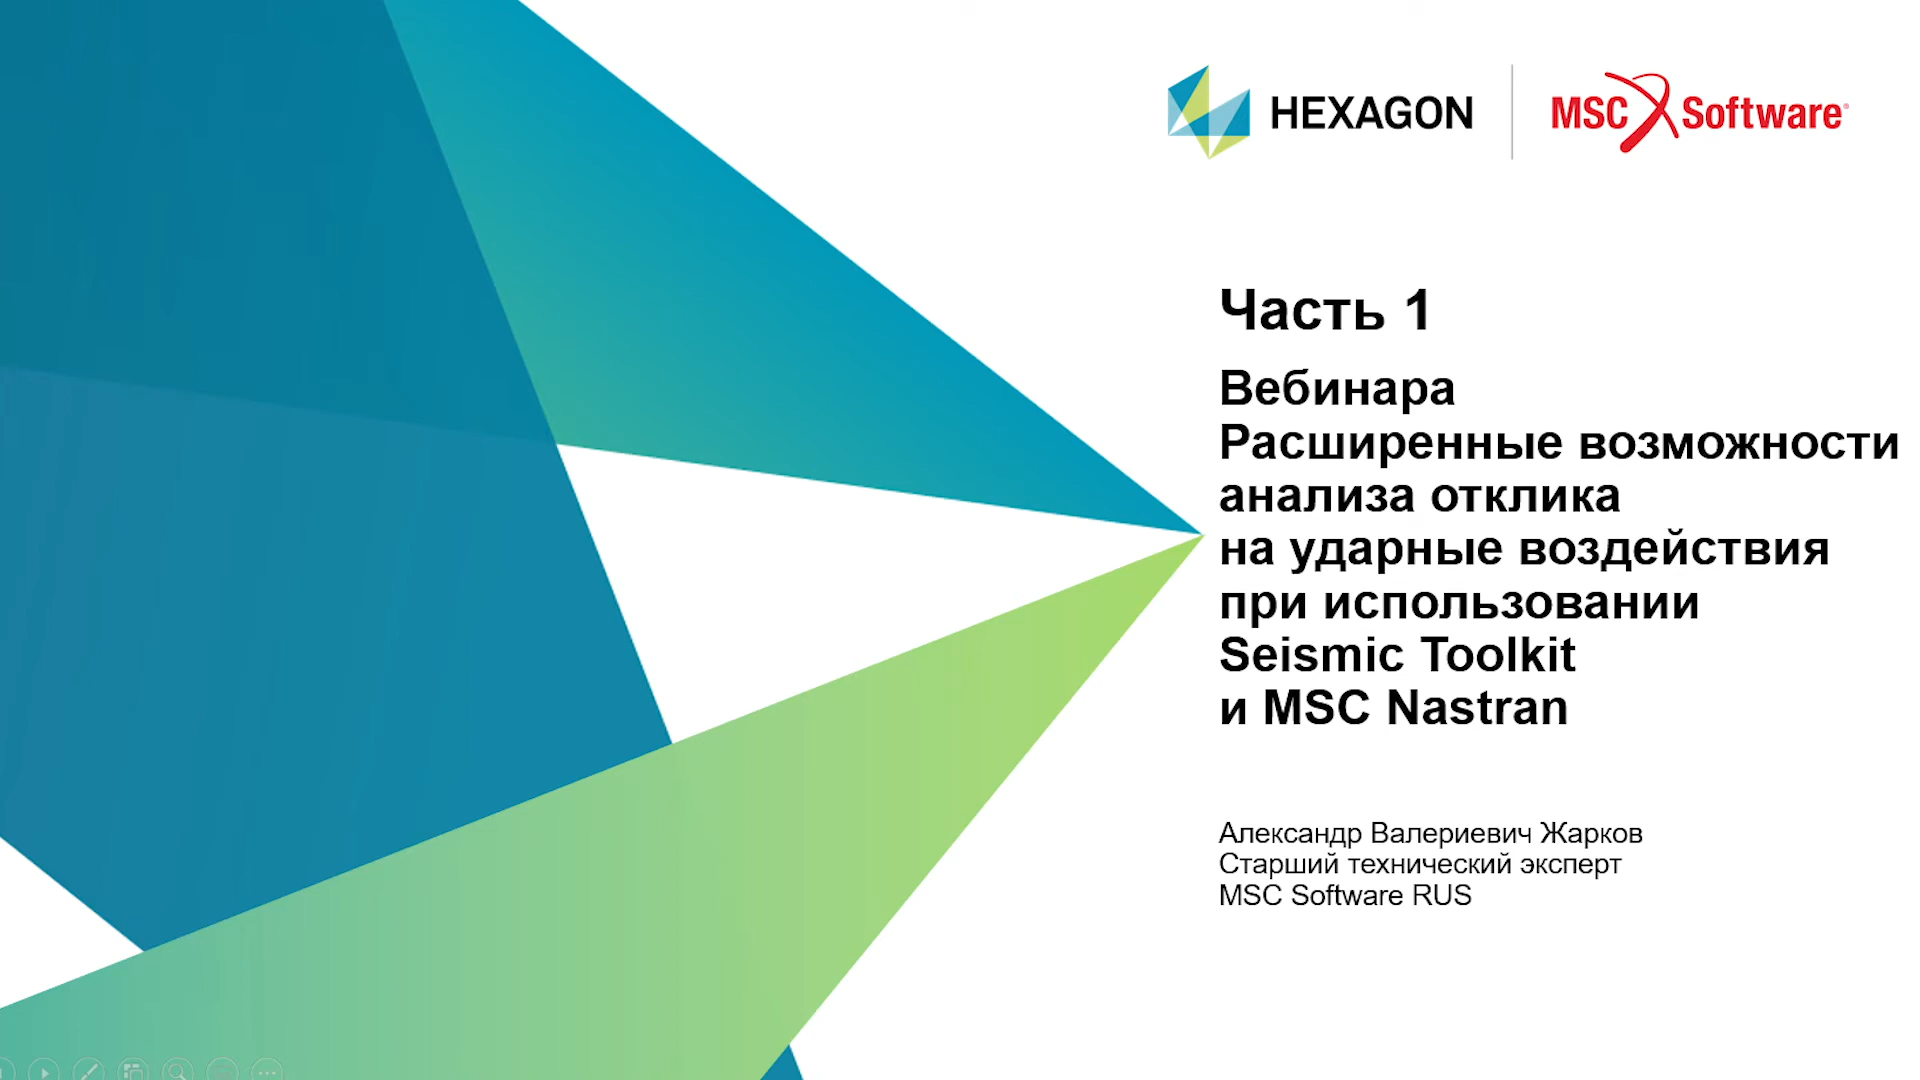 HEXAGON
MSC Software®
Часть 1
Вебинара
Расширенные возможности
анализа отклика
на ударные воздействия
при использовании
Seismic Toolkit
и MSC Nastran
Александр Валериевич Жарков
Старший технический эксперт
MSC Software RUS